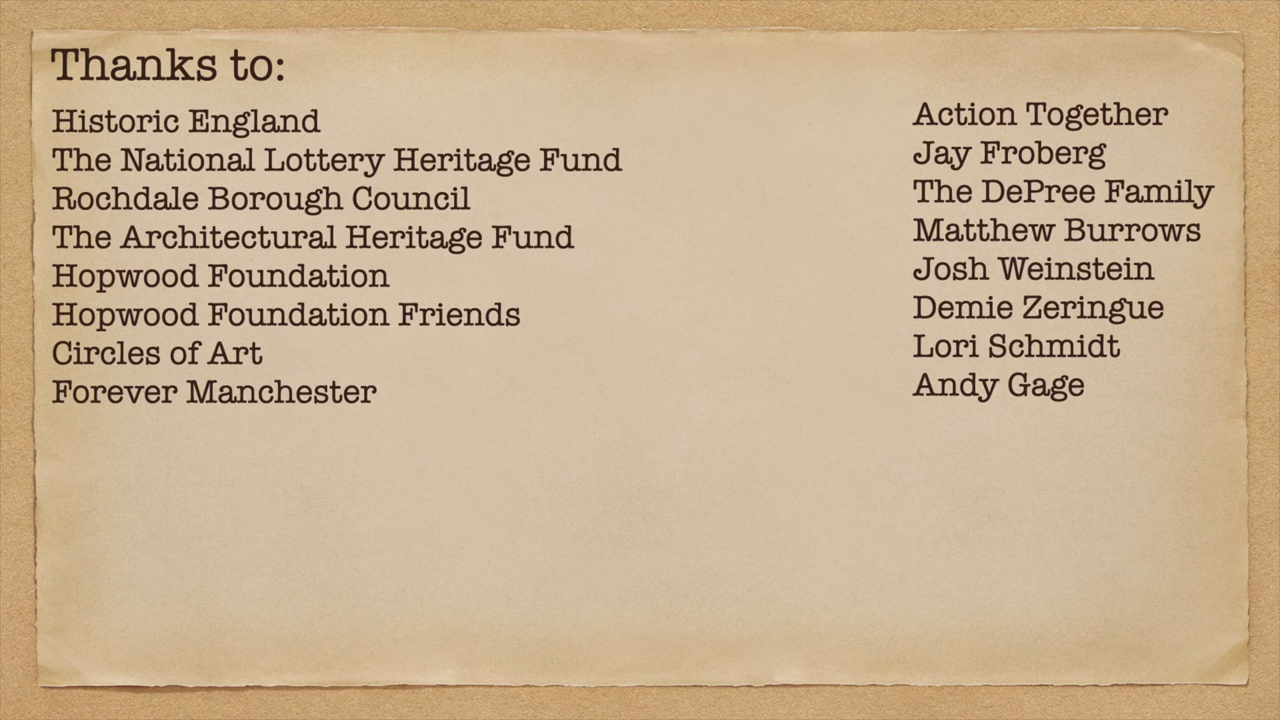 Thanks to:
Historic England
The National Lottery Heritage Fund
Rochdale Borough Council
The Architectural Heritage Fund
Hopwood Foundation
Hopwood Foundation Friends
Circles of Art
Forever Manchester
Action Together
Jay Froberg
The DePree Family
Matthew Burrows
Josh Weinstein
Demie Zeringue
Lori Schmidt
Andy Gage